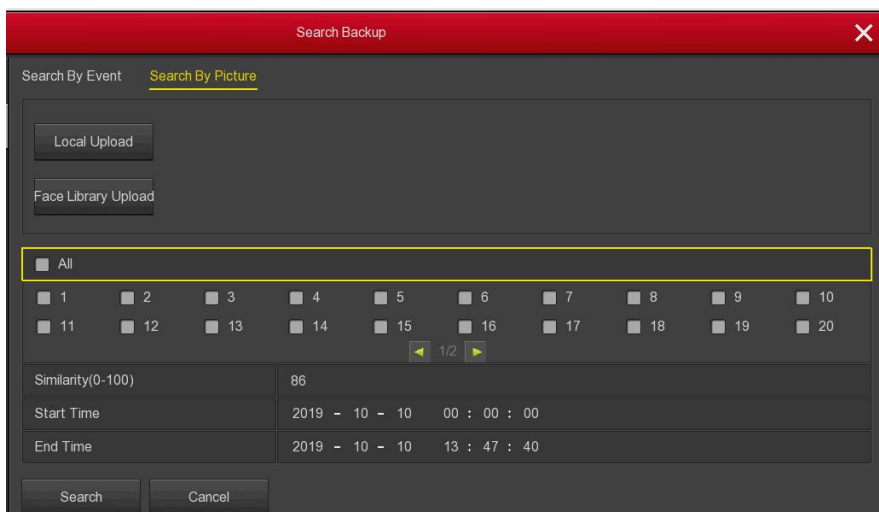 Search Backup
Search By Event Search By Picture
Local Upload
Face Library Upload
All
1 2 3 4 5 6 7 8 9 10
11 12 13 14 15 16 17 18 19 20
1/2
Similarity(0-100) 86
Start Time 2019 - 10 - 10 00 : 00 : 00
End Time 2019 - 10 - 10 13 : 47 : 40
Search Cancel